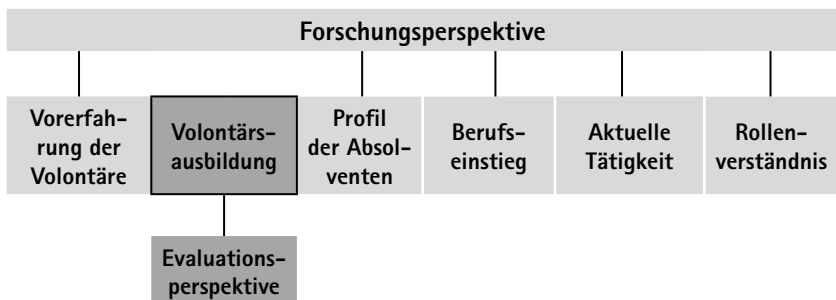 Forschungsperspektive
Vorerfah-
rung der
Volontäre
Volontärs-
ausbildung
Profil
der Absol-
venten
Berufs-
einstieg
Aktuelle
Tätigkeit
Rollen-
verständnis
Evaluations-
perspektive